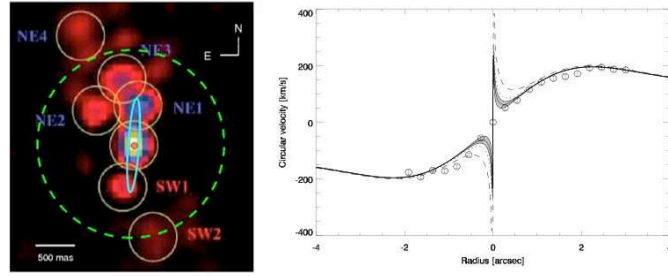 NE4
NE3
N
E
NE2
NE1
SW1
SW2
500 mas
Circular velocity [km/s]
400
200
0
-200
-400
-4
-2
0
2
4
Radius [arcsec]